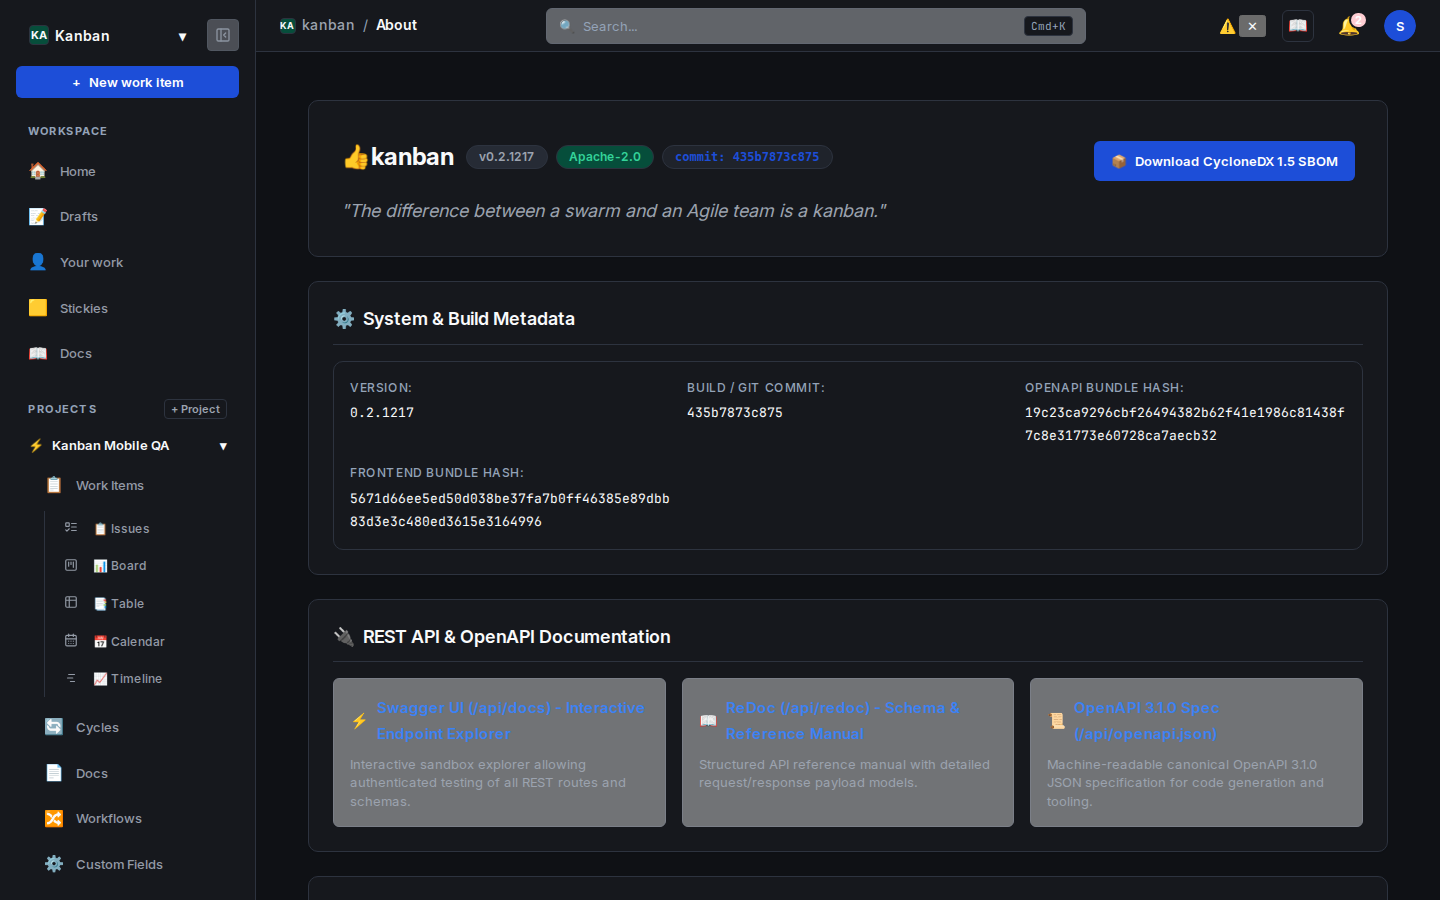 KA Kanban ▾
+ New work item
WORKSPACE
Home
Drafts
Your work
Stickies
Docs
PROJECTS
+ Project
Kanban Mobile QA ▾
Work Items
Issues
Board
Table
Calendar
Timeline
Cycles
Docs
Workflows
Custom Fields
KA kanban / About
Search...
Cmd+K
✕
2
S
kanban
v0.2.1217
Apache-2.0
commit: 435b7873c875
Download CycloneDX 1.5 SBOM
"The difference between a swarm and an Agile team is a kanban."
System & Build Metadata
VERSION:
0.2.1217
BUILD / GIT COMMIT:
435b7873c875
OPENAPI BUNDLE HASH:
19c23ca9296cbf26494382b62f41e1986c81438f
7c8e31773e60728ca7aecb32
FRONTEND BUNDLE HASH:
5671d66ee5ed50d038be37fa7b0ff46385e89dbb
83d3e3c480ed3615e3164996
REST API & OpenAPI Documentation
Swagger UI (/api/docs) - Interactive
Endpoint Explorer
Interactive sandbox explorer allowing
authenticated testing of all REST routes and
schemas.
ReDoc (/api/redoc) - Schema &
Reference Manual
Structured API reference manual with detailed
request/response payload models.
OpenAPI 3.1.0 Spec
(/api/openapi.json)
Machine-readable canonical OpenAPI 3.1.0
JSON specification for code generation and
tooling.